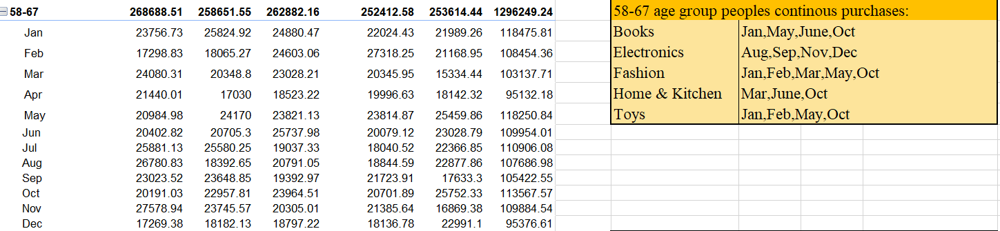 58-67 268688.51 258651.55 262882.16 252412.58 253614.44 1296249.24
Jan 23756.73 25824.92 24880.47 22024.43 21989.26 118475.81
Feb 17298.83 18065.27 24603.06 27318.25 21168.95 108454.36
Mar 24080.31 20348.8 23028.21 20345.95 15334.44 103137.71
Apr 21440.01 17030 18523.22 19996.63 18142.32 95132.18
May 20984.98 24170 23821.13 23814.87 25459.86 118250.84
Jun 20402.82 20705.3 25737.98 20079.12 23028.79 109954.01
Jul 25881.13 25580.25 19037.33 18040.52 22366.85 110906.08
Aug 26780.83 18392.65 20791.05 18844.59 22877.86 107686.98
Sep 23023.52 23648.85 19392.97 21723.91 17633.3 105422.55
Oct 20191.03 22957.81 23964.51 20701.89 25752.33 113567.57
Nov 27578.94 23745.57 20305.01 21385.64 16869.38 109884.54
Dec 17269.38 18182.13 18797.22 18136.78 22991.1 95376.61
58-67 age group peoples continous purchases:
Books Jan,May,June,Oct
Electronics Aug,Sep,Nov,Dec
Fashion Jan,Feb,Mar,May,Oct
Home & Kitchen Mar,June,Oct
Toys Jan,Feb,May,Oct